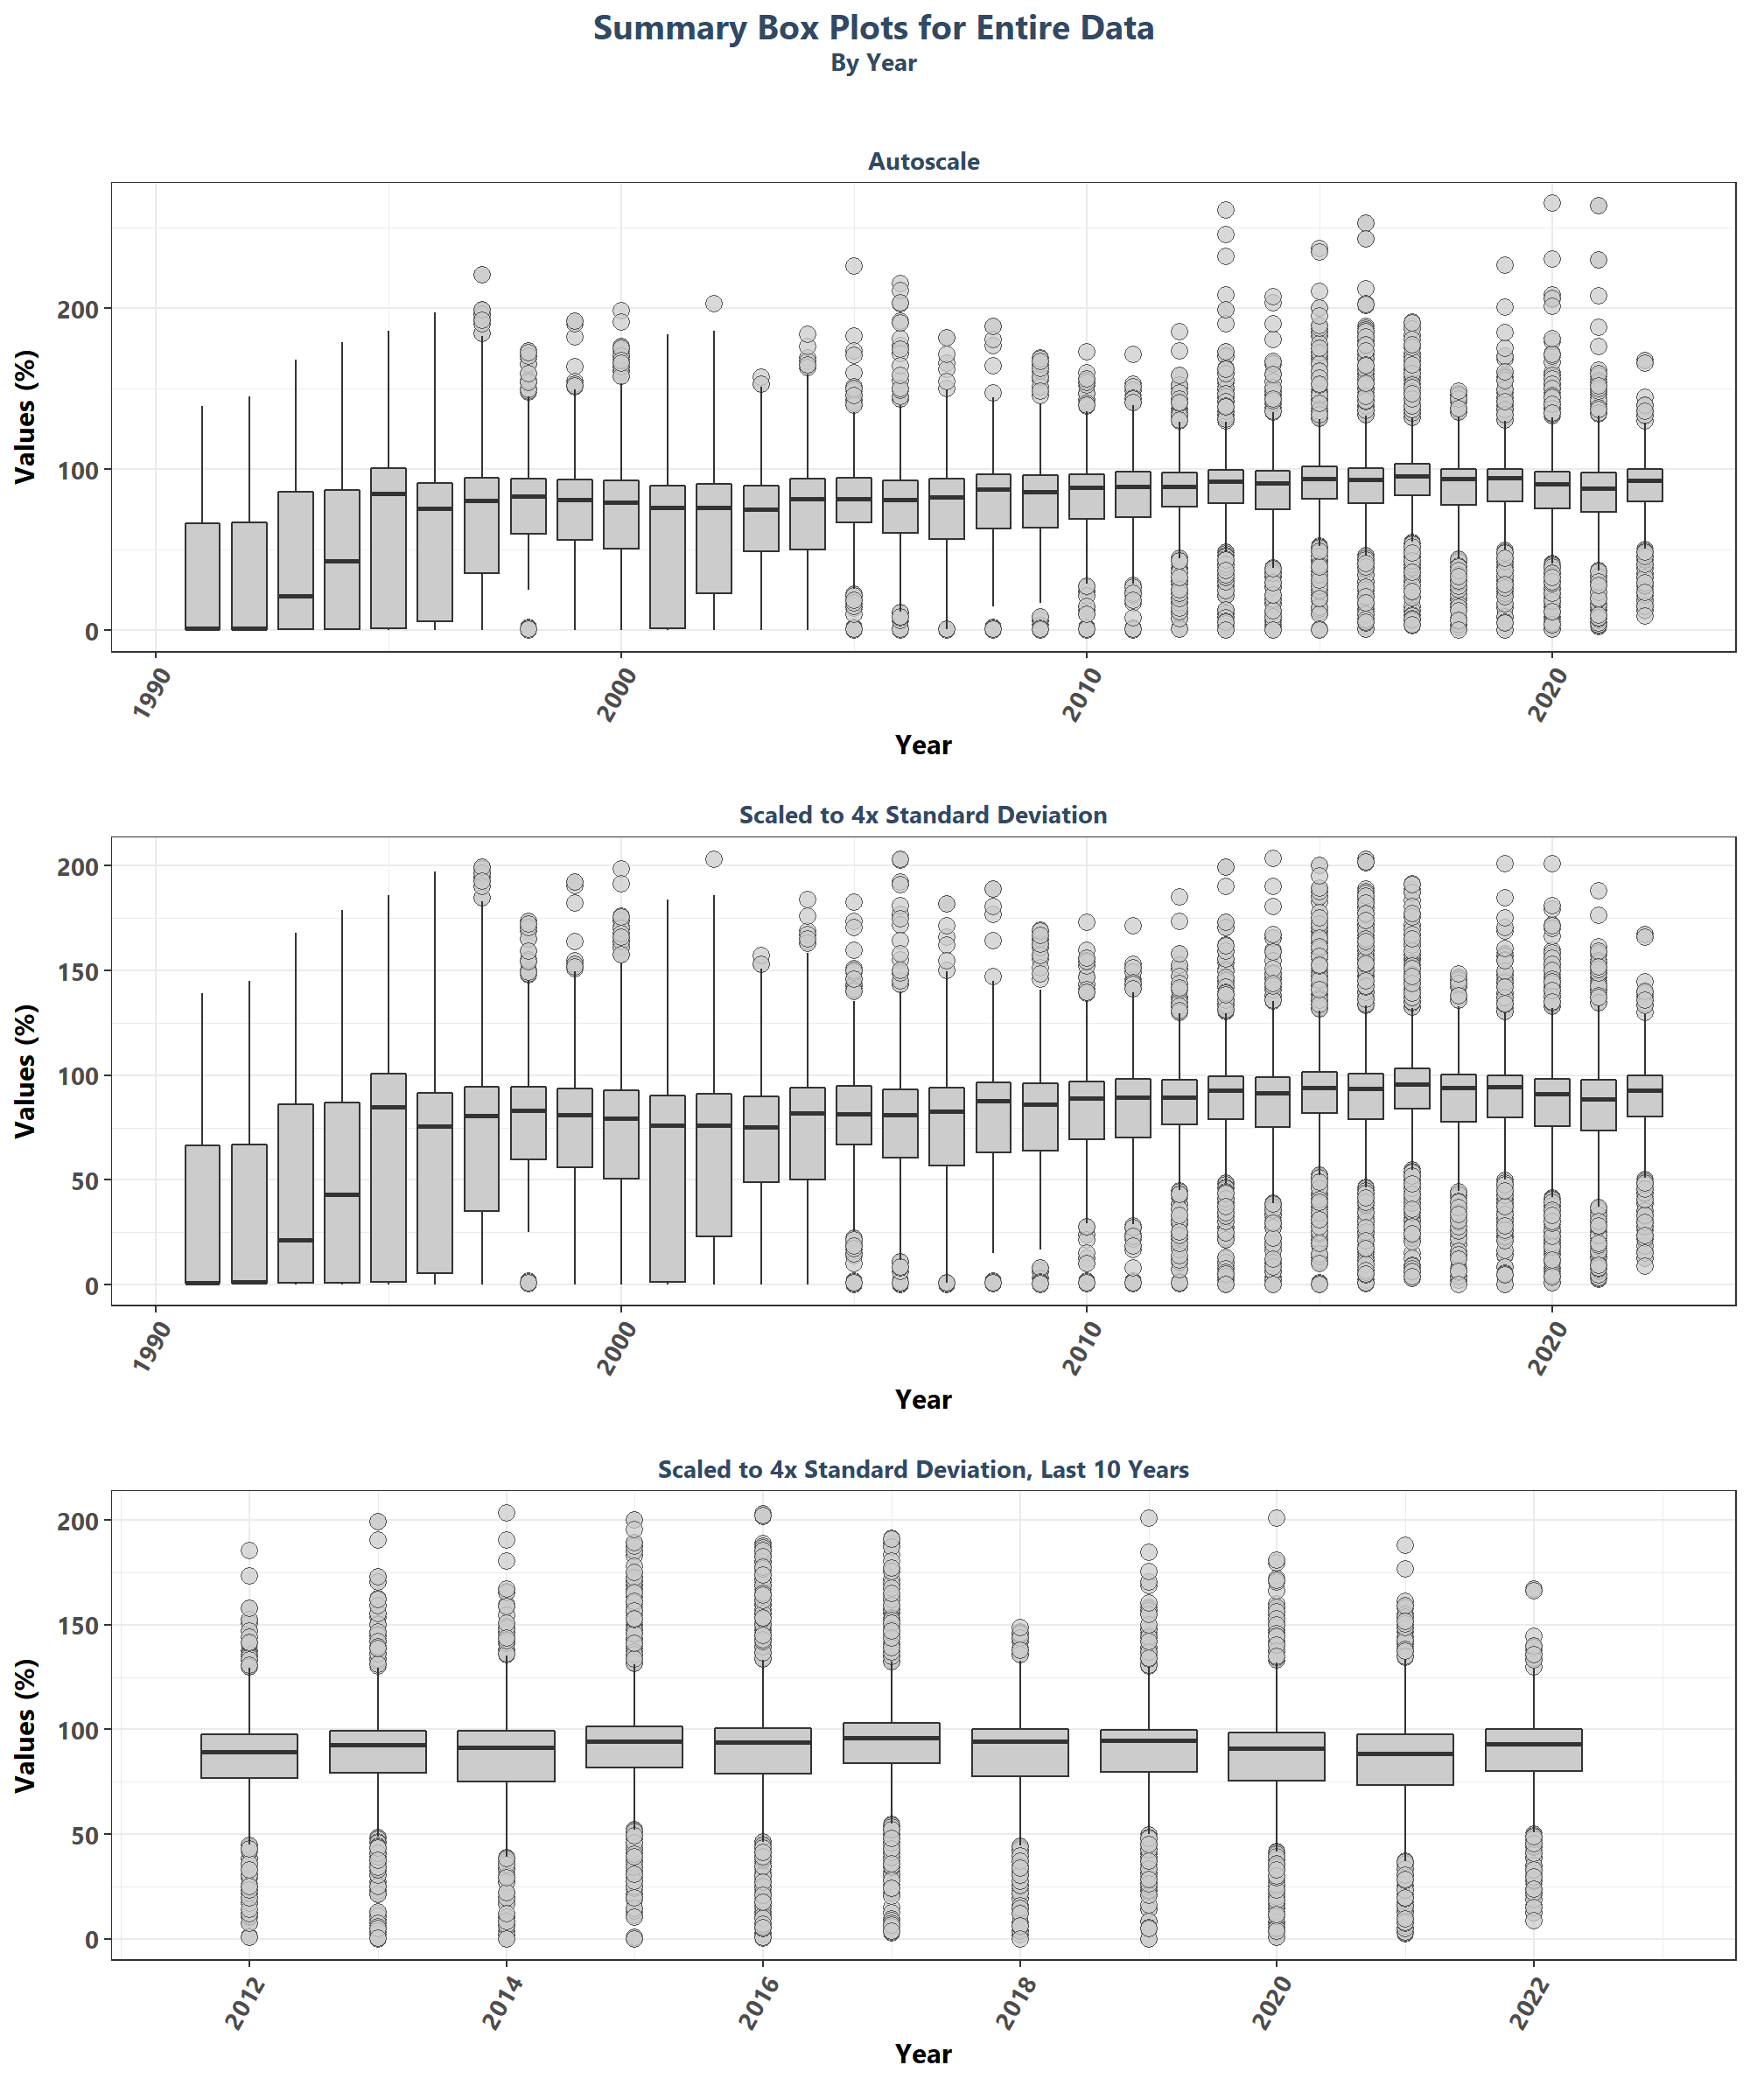 Summary Box Plots for Entire Data
By Year
Autoscale
Values (%)
200
100
0
1990
2000
2010
2020
Year
Scaled to 4x Standard Deviation
Values (%)
200
150
100
50
0
1990
2000
2010
2020
Year
Scaled to 4x Standard Deviation, Last 10 Years
Values (%)
200
150
100
50
0
2012
2014
2016
2018
2020
2022
Year